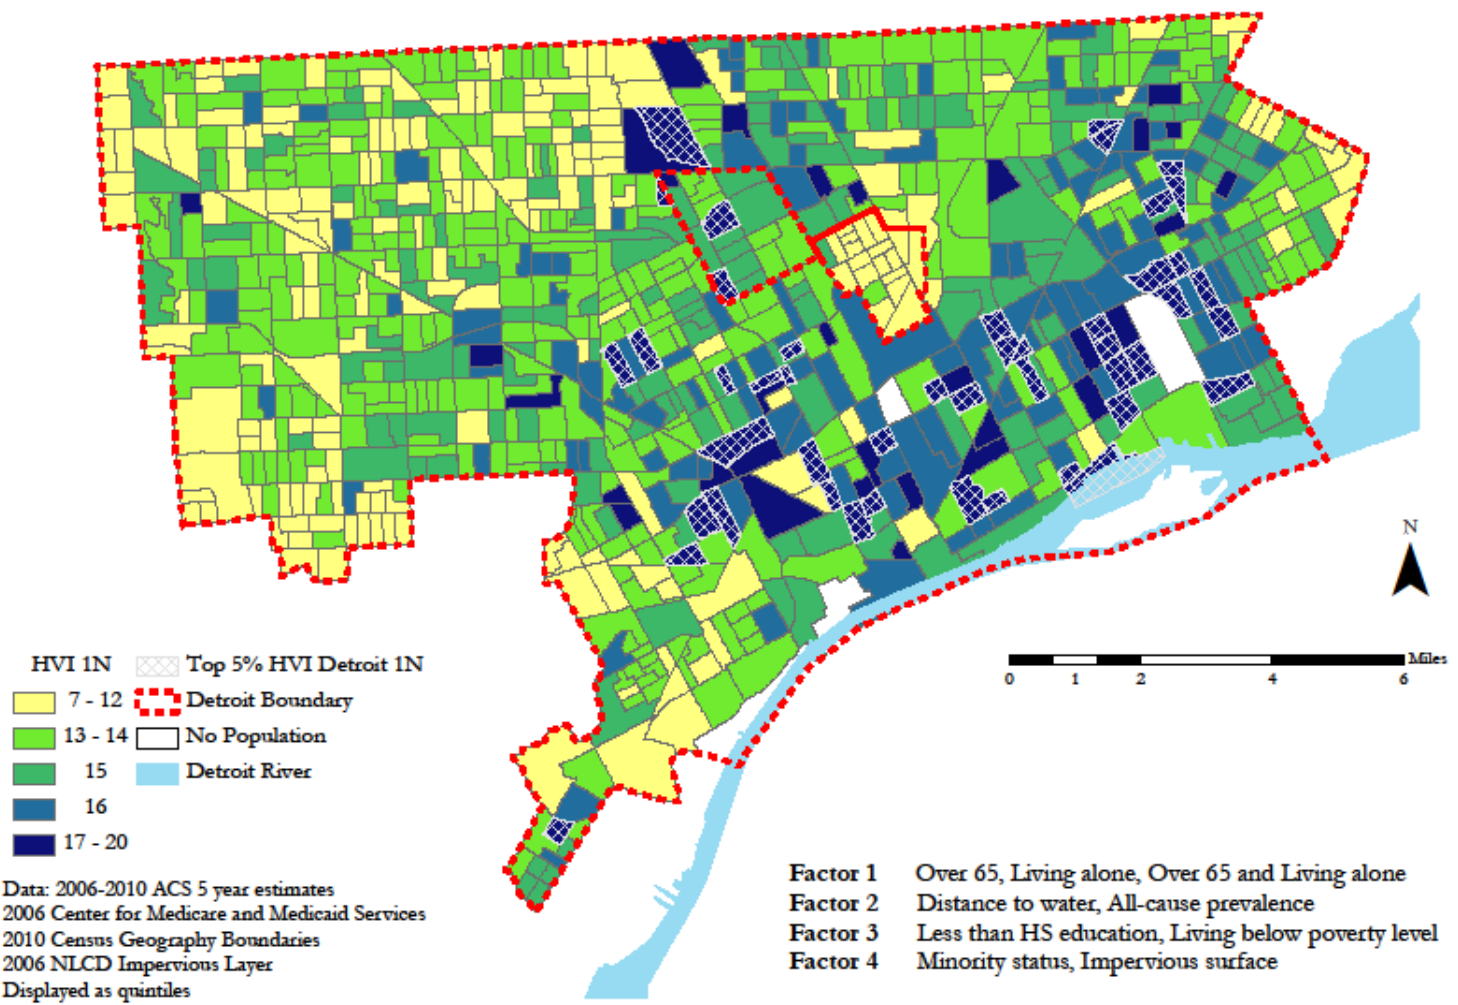 N
Miles
0 1 2 4 6
HVI 1N
Top 5% HVI Detroit 1N
7 - 12
Detroit Boundary
13 - 14
No Population
15
Detroit River
16
17 - 20
Data: 2006-2010 ACS 5 year estimates
2006 Center for Medicare and Medicaid Services
2010 Census Geography Boundaries
2006 NLCD Impervious Layer
Displayed as quintiles
Factor 1 Over 65, Living alone, Over 65 and Living alone
Factor 2 Distance to water, All-cause prevalence
Factor 3 Less than HS education, Living below poverty level
Factor 4 Minority status, Impervious surface